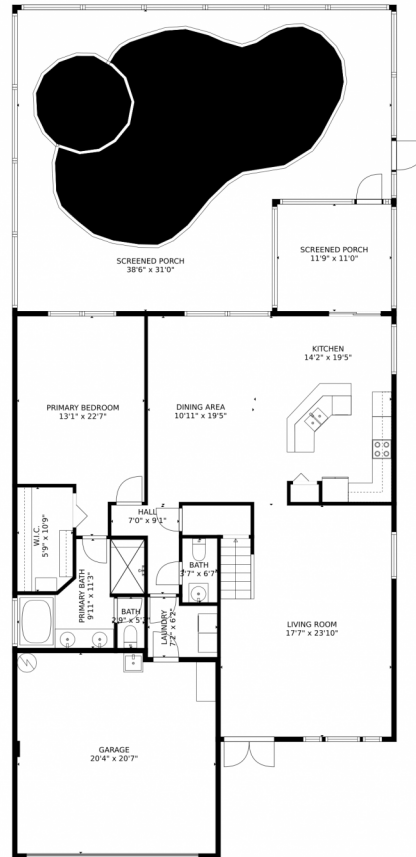 SCREENED PORCH
38'6" x 31'0"
SCREENED PORCH
11'9" x 11'0"
KITCHEN
14'2" x 19'5"
PRIMARY BEDROOM
13'1" x 22'7"
DINING AREA
10'11" x 19'5"
HALL
7'0" x 9'1"
W.I.C.
5'9" x 10'9"
PRIMARY BATH
9'11" x 11'3"
BATH
3'7" x 6'7"
BATH
2'9" x 5'2"
LAUNDRY
7'2" x 6'2"
LIVING ROOM
17'7" x 23'10"
GARAGE
20'4" x 20'7"